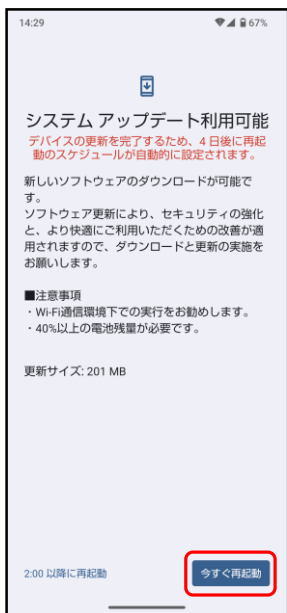 14:29 67%
システム アップデート利用可能
デバイスの更新を完了するため、4 日後に再起
動のスケジュールが自動的に設定されます。
新しいソフトウェアのダウンロードが可能で
す。
ソフトウェア更新により、セキュリティの強化
と、より快適にご利用いただくための改善が適
用されますので、ダウンロードと更新の実施を
お願いします。
■注意事項
・Wi-Fi通信環境下での実行をお勧めします。
・40%以上の電池残量が必要です。
更新サイズ: 201 MB
2:00 以降に再起動 今すぐ再起動